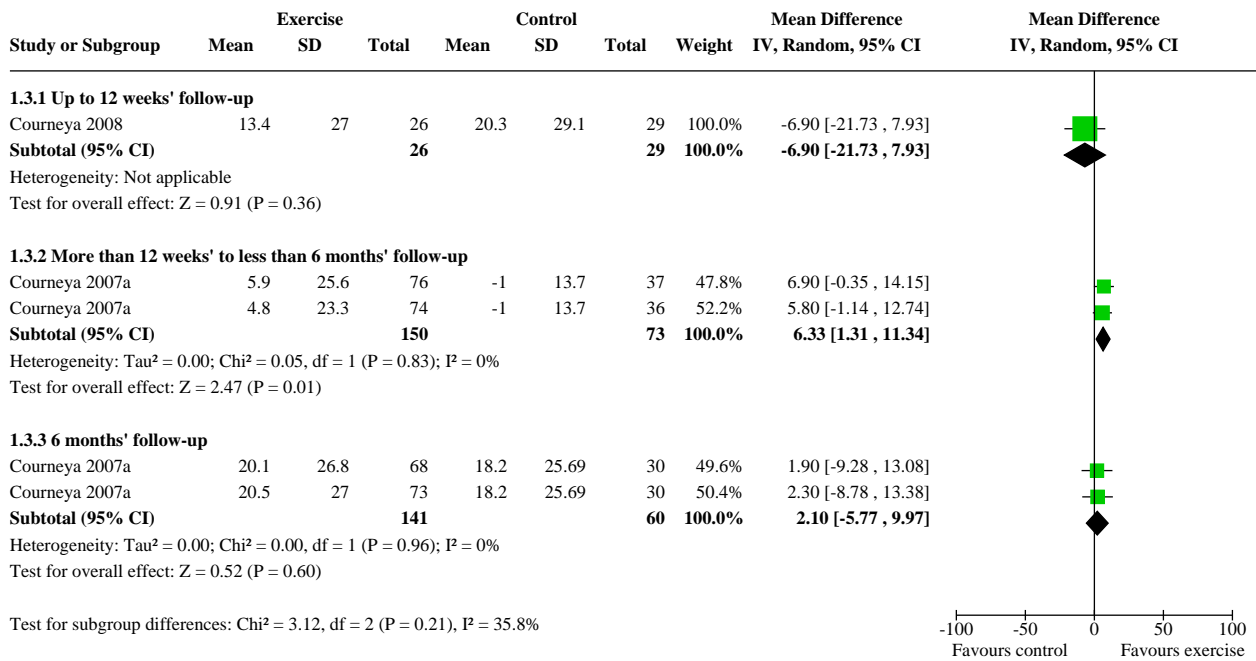 Exercise Control Mean Difference Mean Difference
Study or Subgroup Mean SD Total Mean SD Total Weight IV, Random, 95% CI IV, Random, 95% CI
1.3.1 Up to 12 weeks' follow-up
Courneya 2008 13.4 27 26 20.3 29.1 29 100.0% -6.90 [-21.73 , 7.93]
Subtotal (95% CI) 26 29 100.0% -6.90 [-21.73 , 7.93]
Heterogeneity: Not applicable
Test for overall effect: Z = 0.91 (P = 0.36)
1.3.2 More than 12 weeks' to less than 6 months' follow-up
Courneya 2007a 5.9 25.6 76 -1 13.7 37 47.8% 6.90 [-0.35 , 14.15]
Courneya 2007a 4.8 23.3 74 -1 13.7 36 52.2% 5.80 [-1.14 , 12.74]
Subtotal (95% CI) 150 73 100.0% 6.33 [1.31 , 11.34]
Heterogeneity: Tau² = 0.00; Chi² = 0.05, df = 1 (P = 0.83); I² = 0%
Test for overall effect: Z = 2.47 (P = 0.01)
1.3.3 6 months' follow-up
Courneya 2007a 20.1 26.8 68 18.2 25.69 30 49.6% 1.90 [-9.28 , 13.08]
Courneya 2007a 20.5 27 73 18.2 25.69 30 50.4% 2.30 [-8.78 , 13.38]
Subtotal (95% CI) 141 60 100.0% 2.10 [-5.77 , 9.97]
Heterogeneity: Tau² = 0.00; Chi² = 0.00, df = 1 (P = 0.96); I² = 0%
Test for overall effect: Z = 0.52 (P = 0.60)
Test for subgroup differences: Chi² = 3.12, df = 2 (P = 0.21), I² = 35.8%
-100 -50 0 50 100
Favours control Favours exercise